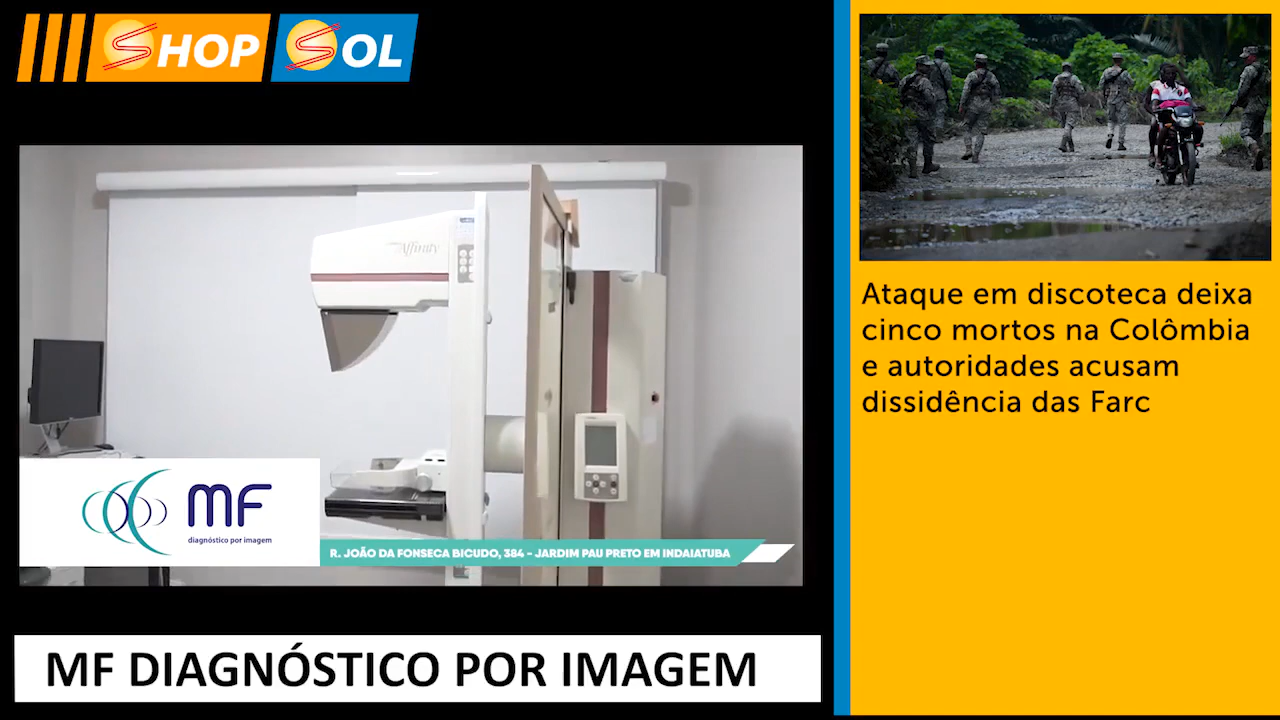 SHOP SOL
Affinity
MF
diagnóstico por imagem
R. JOÃO DA FONSECA BICUDO, 384 - JARDIM PAU PRETO EM INDAIATUBA
MF DIAGNÓSTICO POR IMAGEM
Ataque em discoteca deixa
cinco mortos na Colômbia
e autoridades acusam
dissidência das Farc